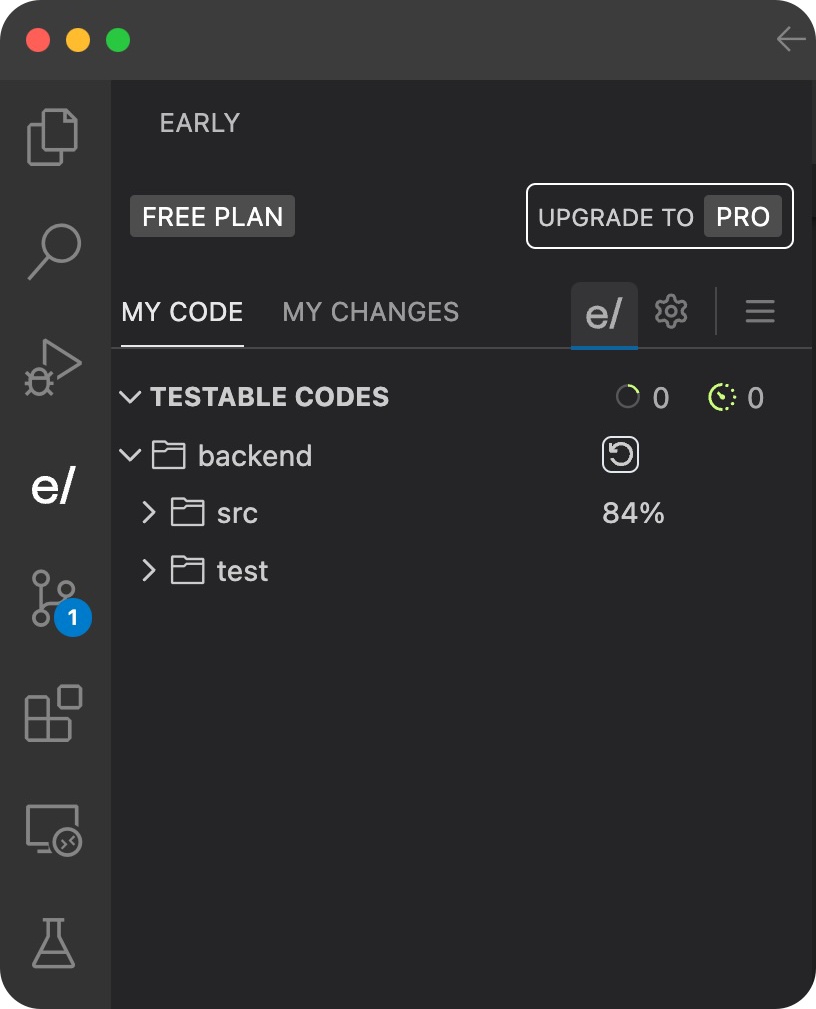 EARLY
FREE PLAN UPGRADE TO PRO
MY CODE MY CHANGES e/
TESTABLE CODES 0 0
backend
e/
src 84%
test
1